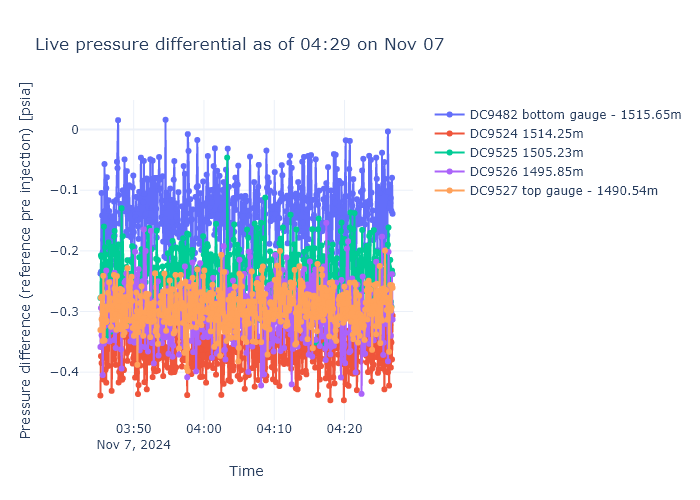 Live pressure differential as of 04:29 on Nov 07
Pressure difference (reference pre injection) [psia]
0
−0.1
−0.2
−0.3
−0.4
03:50
Nov 7, 2024
04:00
04:10
04:20
Time
DC9482 bottom gauge - 1515.65m
DC9524 1514.25m
DC9525 1505.23m
DC9526 1495.85m
DC9527 top gauge - 1490.54m